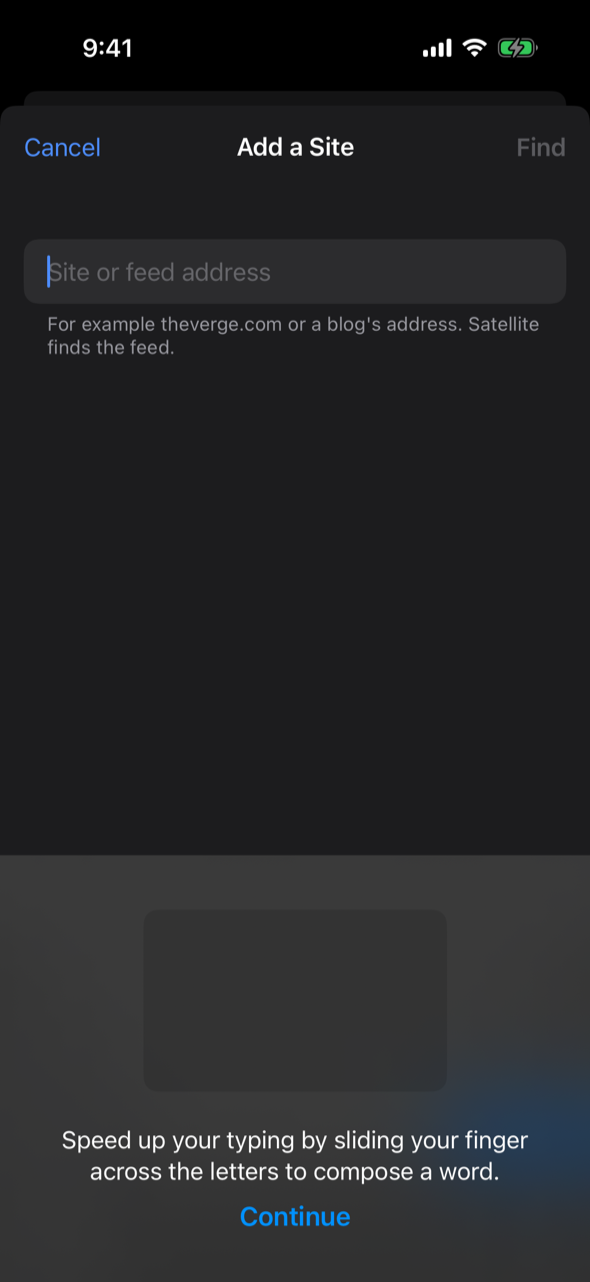 9:41
Cancel
Add a Site
Find
Site or feed address
For example theverge.com or a blog's address. Satellite
finds the feed.
Speed up your typing by sliding your finger
across the letters to compose a word.
Continue